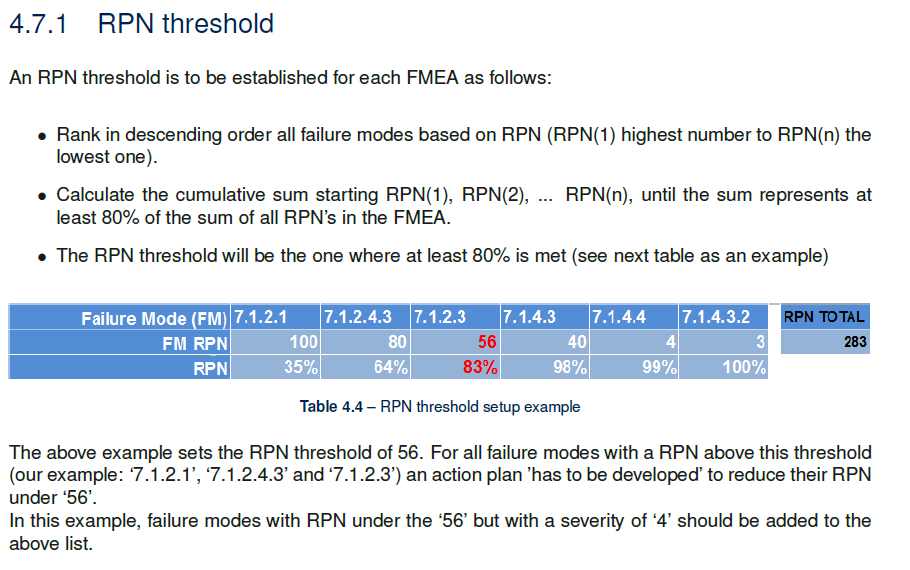 4.7.1 RPN threshold
An RPN threshold is to be established for each FMEA as follows:
• Rank in descending order all failure modes based on RPN (RPN(1) highest number to RPN(n) the
lowest one).
• Calculate the cumulative sum starting RPN(1), RPN(2), ... RPN(n), until the sum represents at
least 80% of the sum of all RPN's in the FMEA.
• The RPN threshold will be the one where at least 80% is met (see next table as an example)
Failure Mode (FM) 7.1.2.1 7.1.2.4.3 7.1.2.3 7.1.4.3 7.1.4.4 7.1.4.3.2 RPN TOTAL
FM RPN 100 80 56 40 4 3 283
RPN 35% 64% 83% 98% 99% 100%
Table 4.4 – RPN threshold setup example
The above example sets the RPN threshold of 56. For all failure modes with a RPN above this threshold
(our example: '7.1.2.1', '7.1.2.4.3' and '7.1.2.3') an action plan 'has to be developed' to reduce their RPN
under '56'.
In this example, failure modes with RPN under the '56' but with a severity of '4' should be added to the
above list.